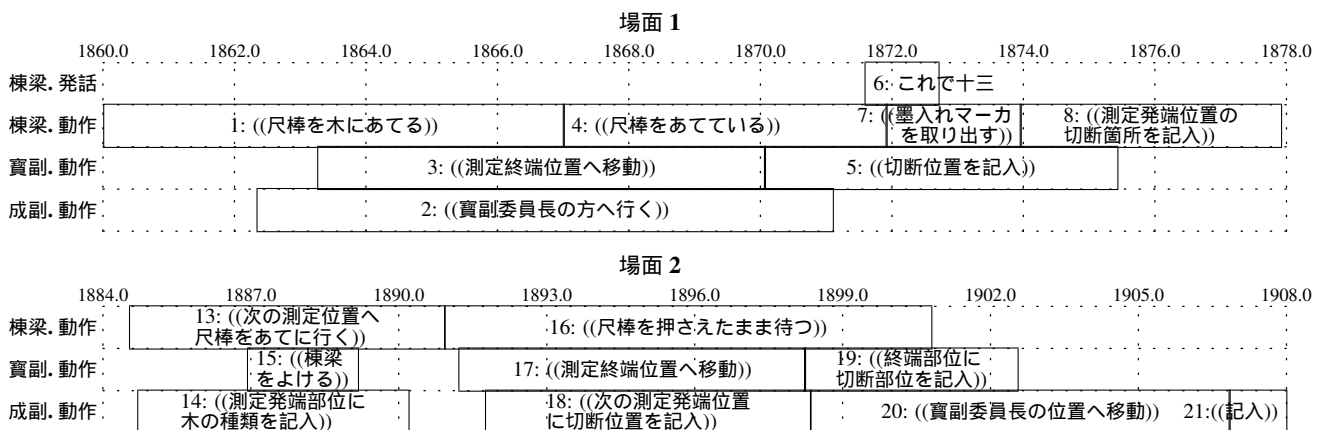 場面 1
1860.0 1862.0 1864.0 1866.0 1868.0 1870.0 1872.0 1874.0 1876.0 1878.0
棟梁. 発話 6: これで十三
棟梁. 動作 1: ((尺棒を木にあてる)) 4: ((尺棒をあてている)) 7: ((墨入れマーカ
を取り出す)) 8: ((測定発端位置の
切断箇所を記入))
寳副. 動作 3: ((測定終端位置へ移動)) 5: ((切断位置を記入))
成副. 動作 2: ((寳副委員長の方へ行く))
場面 2
1884.0 1887.0 1890.0 1893.0 1896.0 1899.0 1902.0 1905.0 1908.0
棟梁. 動作 13: ((次の測定位置へ
尺棒をあてに行く)) 16: ((尺棒を押さえたまま待つ))
寳副. 動作 15: ((棟梁
をよける)) 17: ((測定終端位置へ移動)) 19: ((終端部位に
切断部位を記入))
成副. 動作 14: ((測定発端部位に
木の種類を記入)) 18: ((次の測定発端位置
に切断位置を記入)) 20: ((寳副委員長の位置へ移動)) 21:((記入))